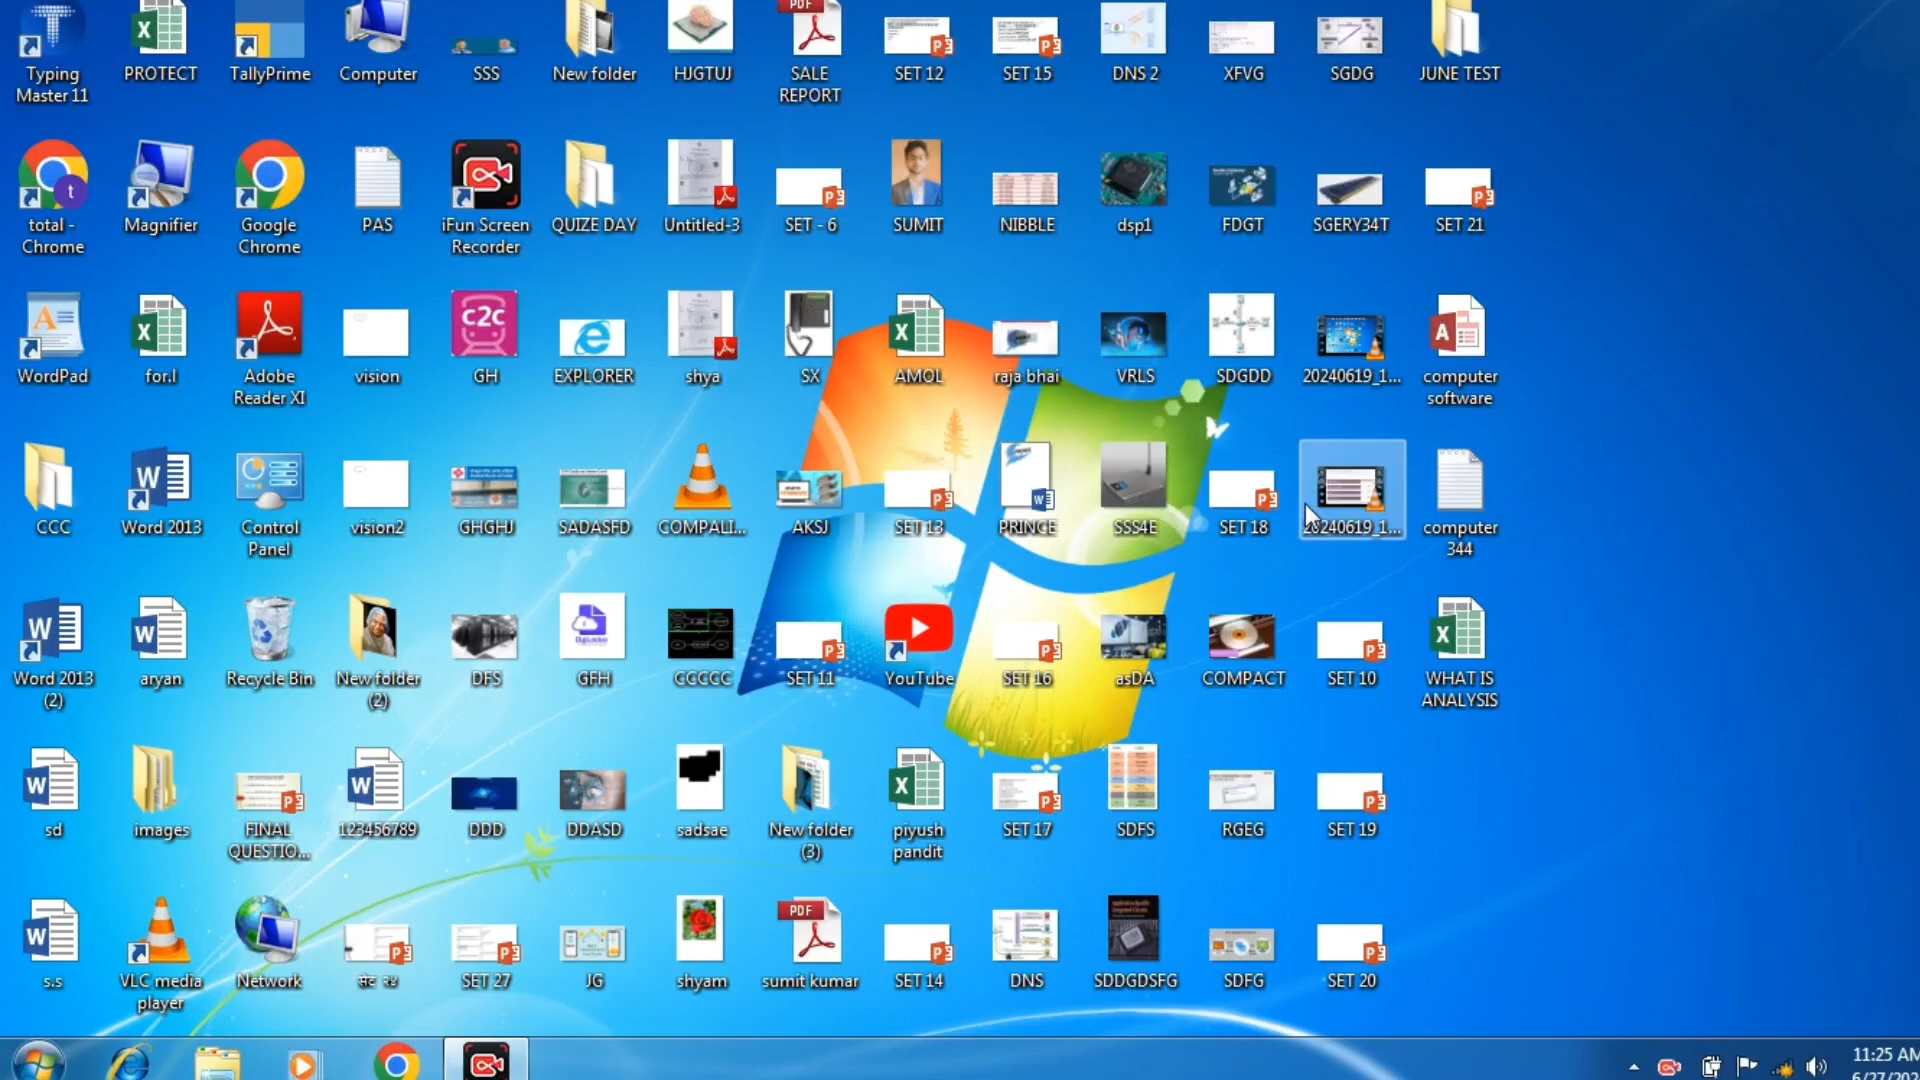 Typing
Master 11
PROTECT
TallyPrime
Computer
SSS
New folder
HJGTUJ
PDF
SALE
REPORT
SET 12
SET 15
DNS 2
XFVG
SGDG
JUNE TEST
t
total -
Chrome
Magnifier
Google
Chrome
PAS
iFun Screen
Recorder
QUIZE DAY
Untitled-3
SET - 6
SUMIT
NIBBLE
dsp1
FDGT
SGERY34T
SET 21
WordPad
for.l
Adobe
Reader XI
vision
c2c
GH
EXPLORER
shya
SX
AMOL
raja bhai
VRLS
SDGDD
20240619_1...
computer
software
CCC
Word 2013
Control
Panel
vision2
GHGHJ
SADASFD
COMPALI...
AKSJ
SET 13
PRINCE
SSS4E
SET 18
20240619_1...
computer
344
Word 2013
(2)
aryan
Recycle Bin
New folder
(2)
DFS
DigiLocker
GFH
CCCCC
SET 11
YouTube
SET 16
asDA
COMPACT
SET 10
WHAT IS
ANALYSIS
sd
images
FINAL
QUESTIO...
123456789
DDD
DDASD
sadsae
New folder
(3)
piyush
pandit
SET 17
SDFS
RGEG
SET 19
s.s
VLC media
player
Network
सेट २४
SET 27
JG
shyam
PDF
sumit kumar
SET 14
DNS
SDDGDSFG
SDFG
SET 20
11:25 AM
6/27/202